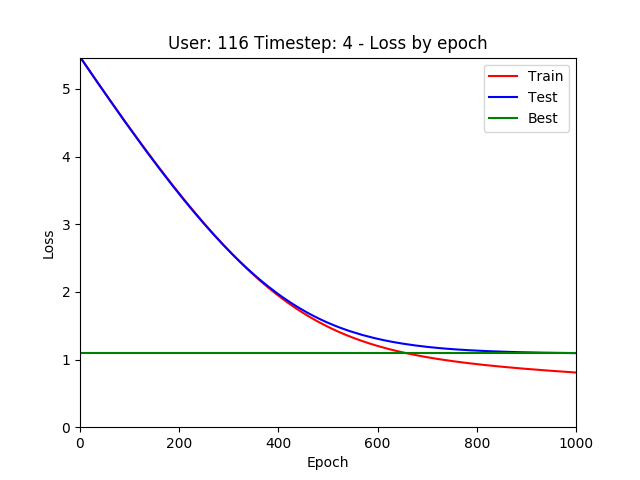 User: 116 Timestep: 4 - Loss by epoch
Train
Test
Best
Loss
5
4
3
2
1
0
0 200 400 600 800 1000
Epoch